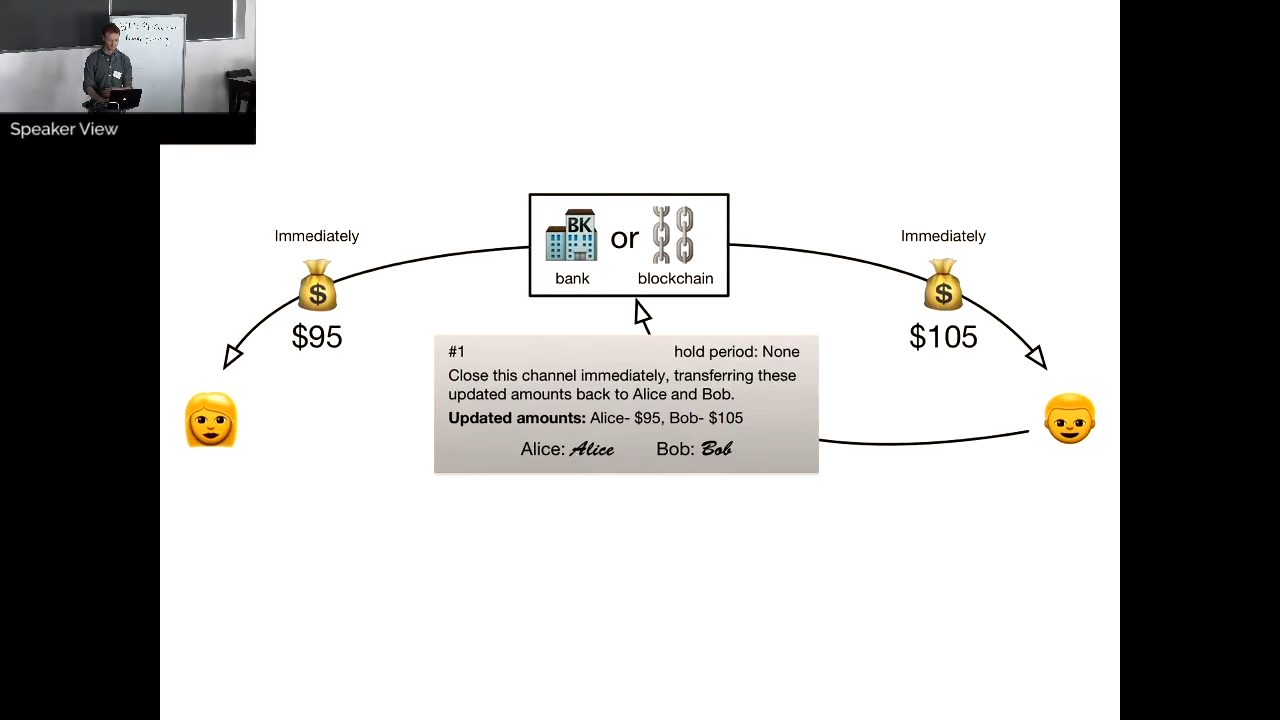 Speaker View
BK
or
bank
blockchain
Immediately
$
$95
Immediately
$
$105
#1
hold period: None
Close this channel immediately, transferring these
updated amounts back to Alice and Bob.
Updated amounts: Alice- $95, Bob- $105
Alice: Alice
Bob: Bob